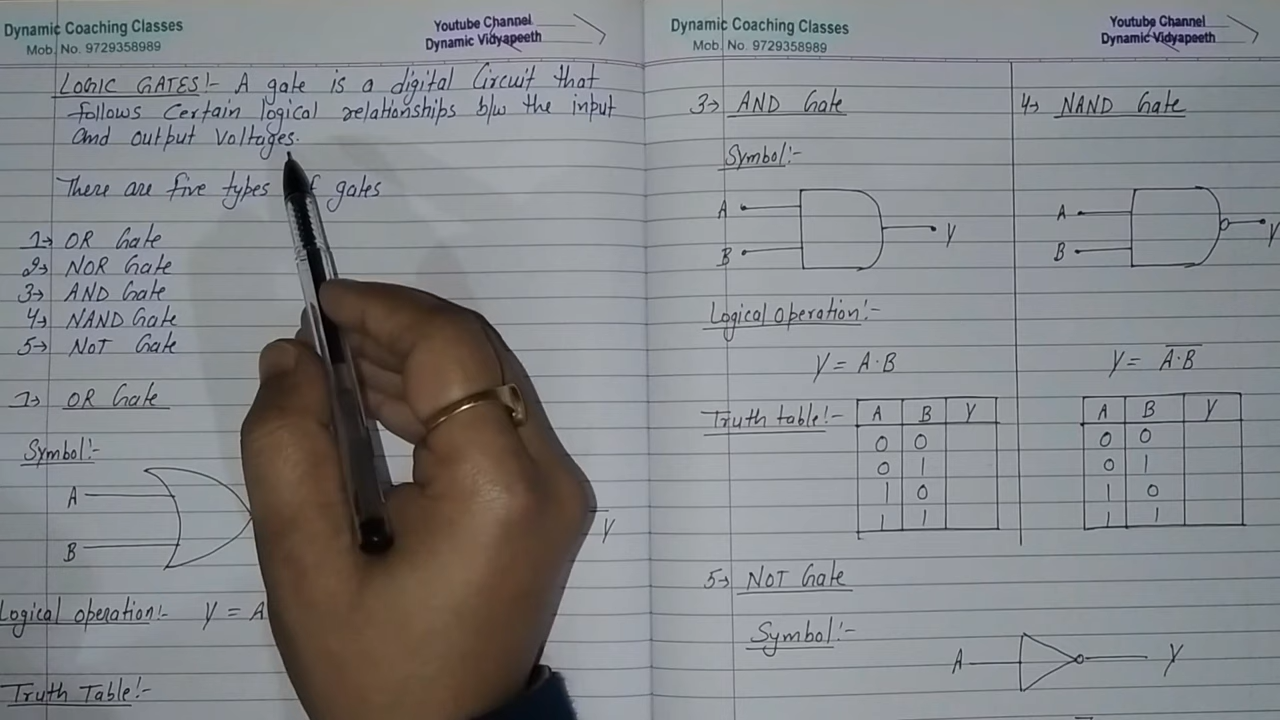 Dynamic Coaching Classes
Mob. No. 9729358989
Youtube Channel
Dynamic Vidyapeeth
LOGIC GATES!- A gate is a digital Circuit that
follows Certain logical relationships b/w the input
and output Voltages.
There are five types gates
1→ OR Gate
2→ NOR Gate
3→ AND Gate
4→ NAND Gate
5→ NOT Gate
1→ OR Gate
Symbol:-
A
B
Y
Logical operation!- Y = A
Truth Table!-
Dynamic Coaching Classes
Mob. No. 9729358989
Youtube Channel
Dynamic Vidyapeeth
3→ AND Gate
Symbol!-
A
B
Y
Logical operation!-
Y = A·B
Truth table!-
A B Y
0 0
0 1
1 0
1 1
4→ NAND Gate
A
B
Y
Y = \overline{A·B}
A B Y
0 0
0 1
1 0
1 1
5→ NOT Gate
Symbol!-
A
Y